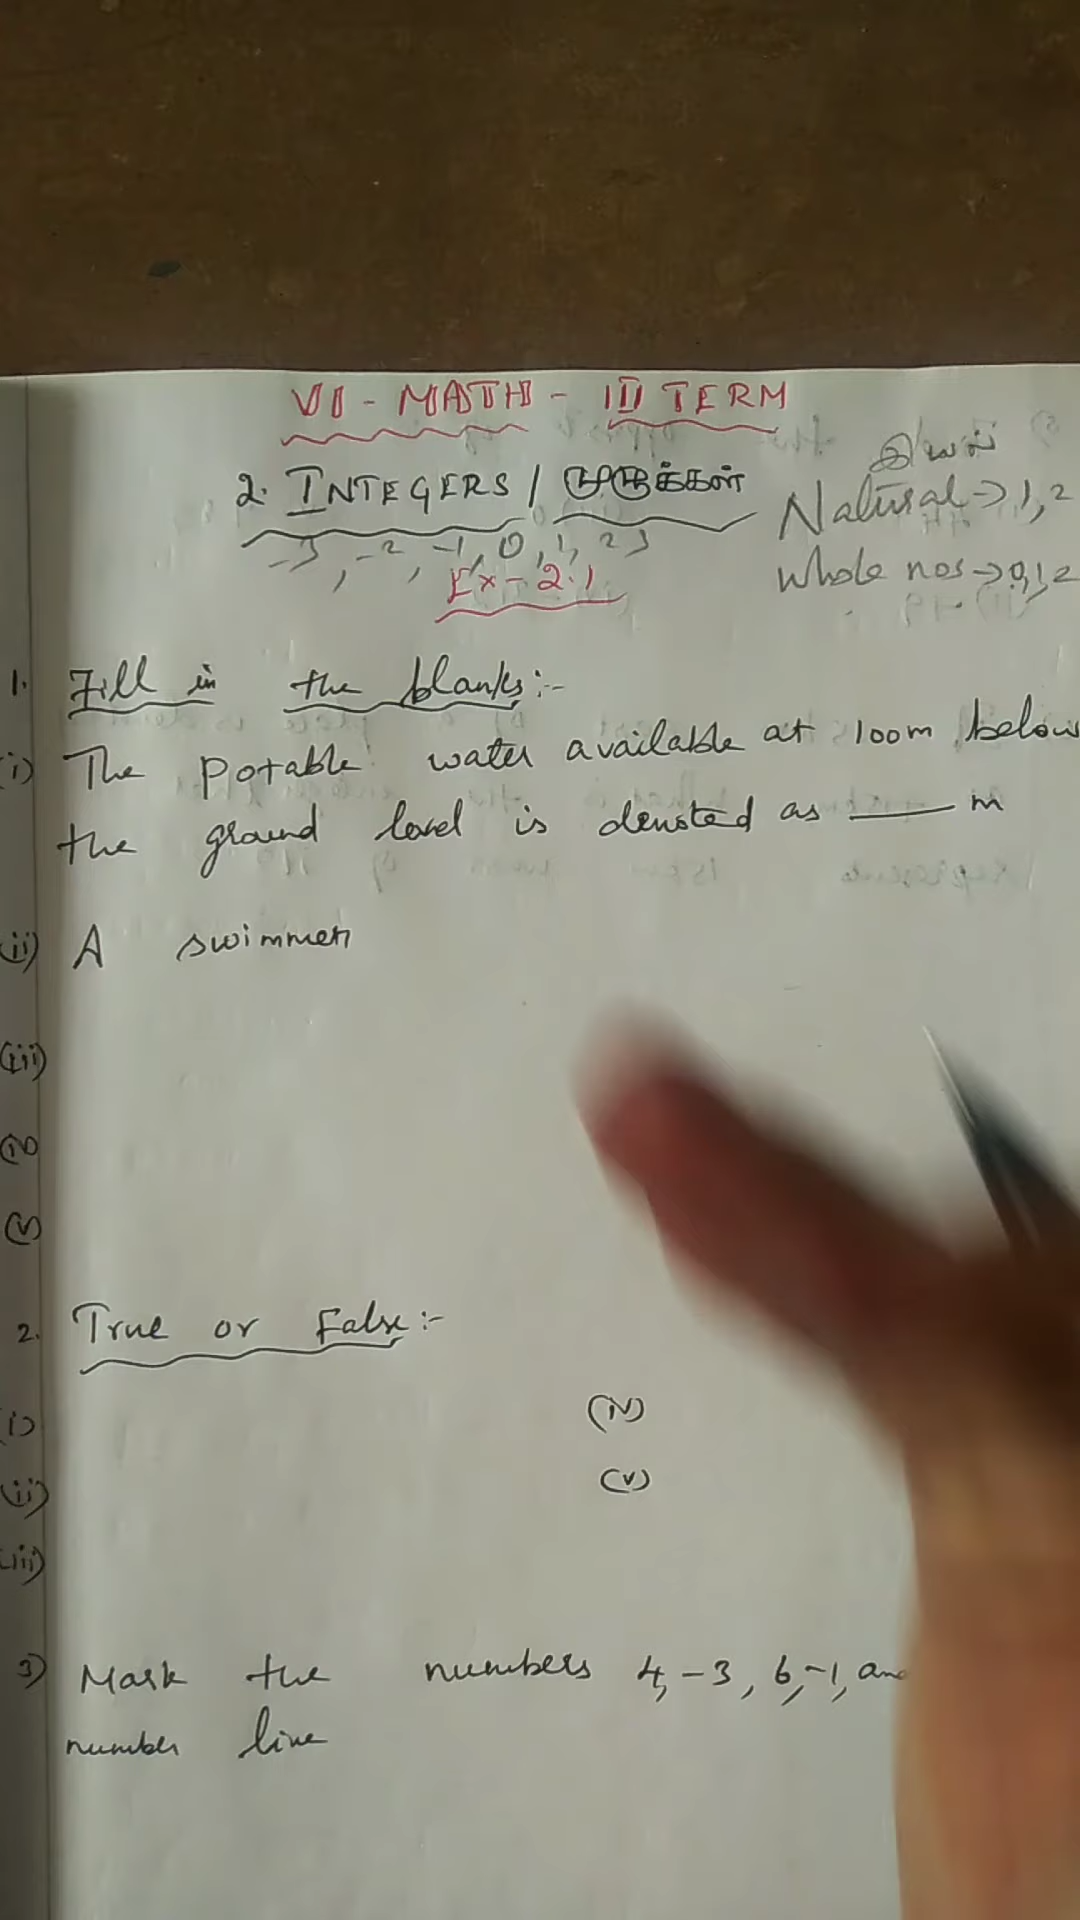 VI - MATH - III TERM
2. INTEGERS / முழுக்கள்
இயல்
Natural → 1, 2
-3, -2, -1, 0, 1, 2 3
Whole nos → 0, 1, 2
Ex - 2.1
1. Fill in the blanks:-
(i) The potable water available at 100m below
the ground level is denoted as ____ m
(ii) A swimmer
(iii)
(iv)
(v)
2. True or False:-
(i)
(iv)
(ii)
(v)
(iii)
3) Mark the numbers 4, -3, 6, -1, and
number line